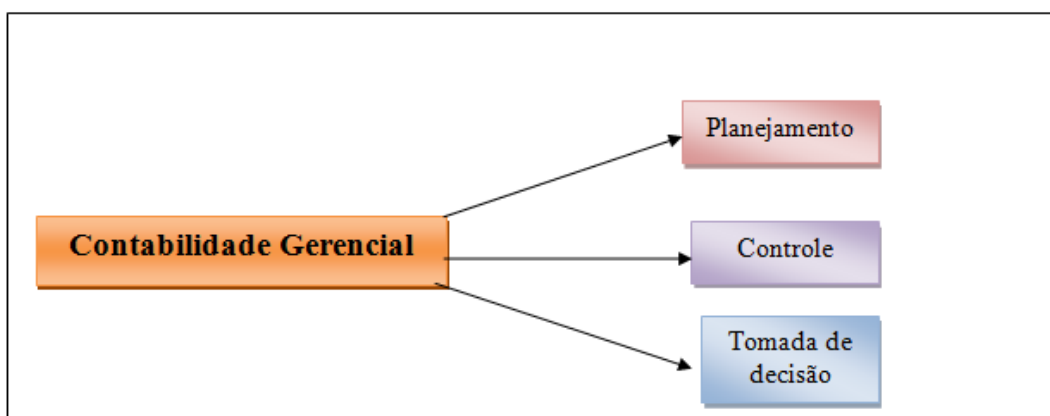 Planejamento
Contabilidade Gerencial
Controle
Tomada de
decisão